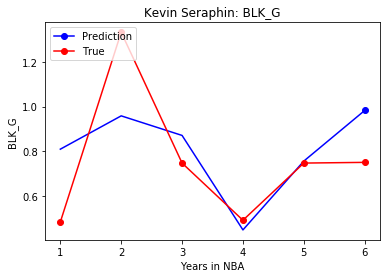 Kevin Seraphin: BLK_G
Prediction
True
BLK_G
1.2
1.0
0.8
0.6
1 2 3 4 5 6
Years in NBA